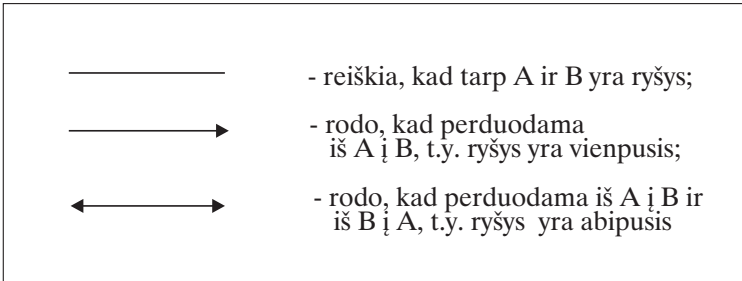 - reiškia, kad tarp A ir B yra ryšys;
- rodo, kad perduodama
iš A į B, t.y. ryšys yra vienpusis;
- rodo, kad perduodama iš A į B ir
iš B į A, t.y. ryšys yra abipusis